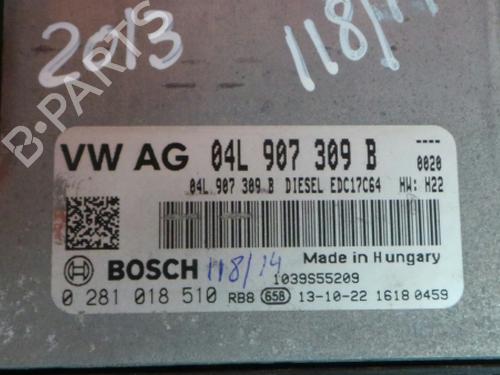 2013
118/14
B-PARTS
VW AG 04L 907 309 B
0020
04L 907 309 B DIESEL EDC17C64 HW: H22
BOSCH 118/14 Made in Hungary
1039S55209
0 281 018 510 RB8 658 13-10-22 1618 0459